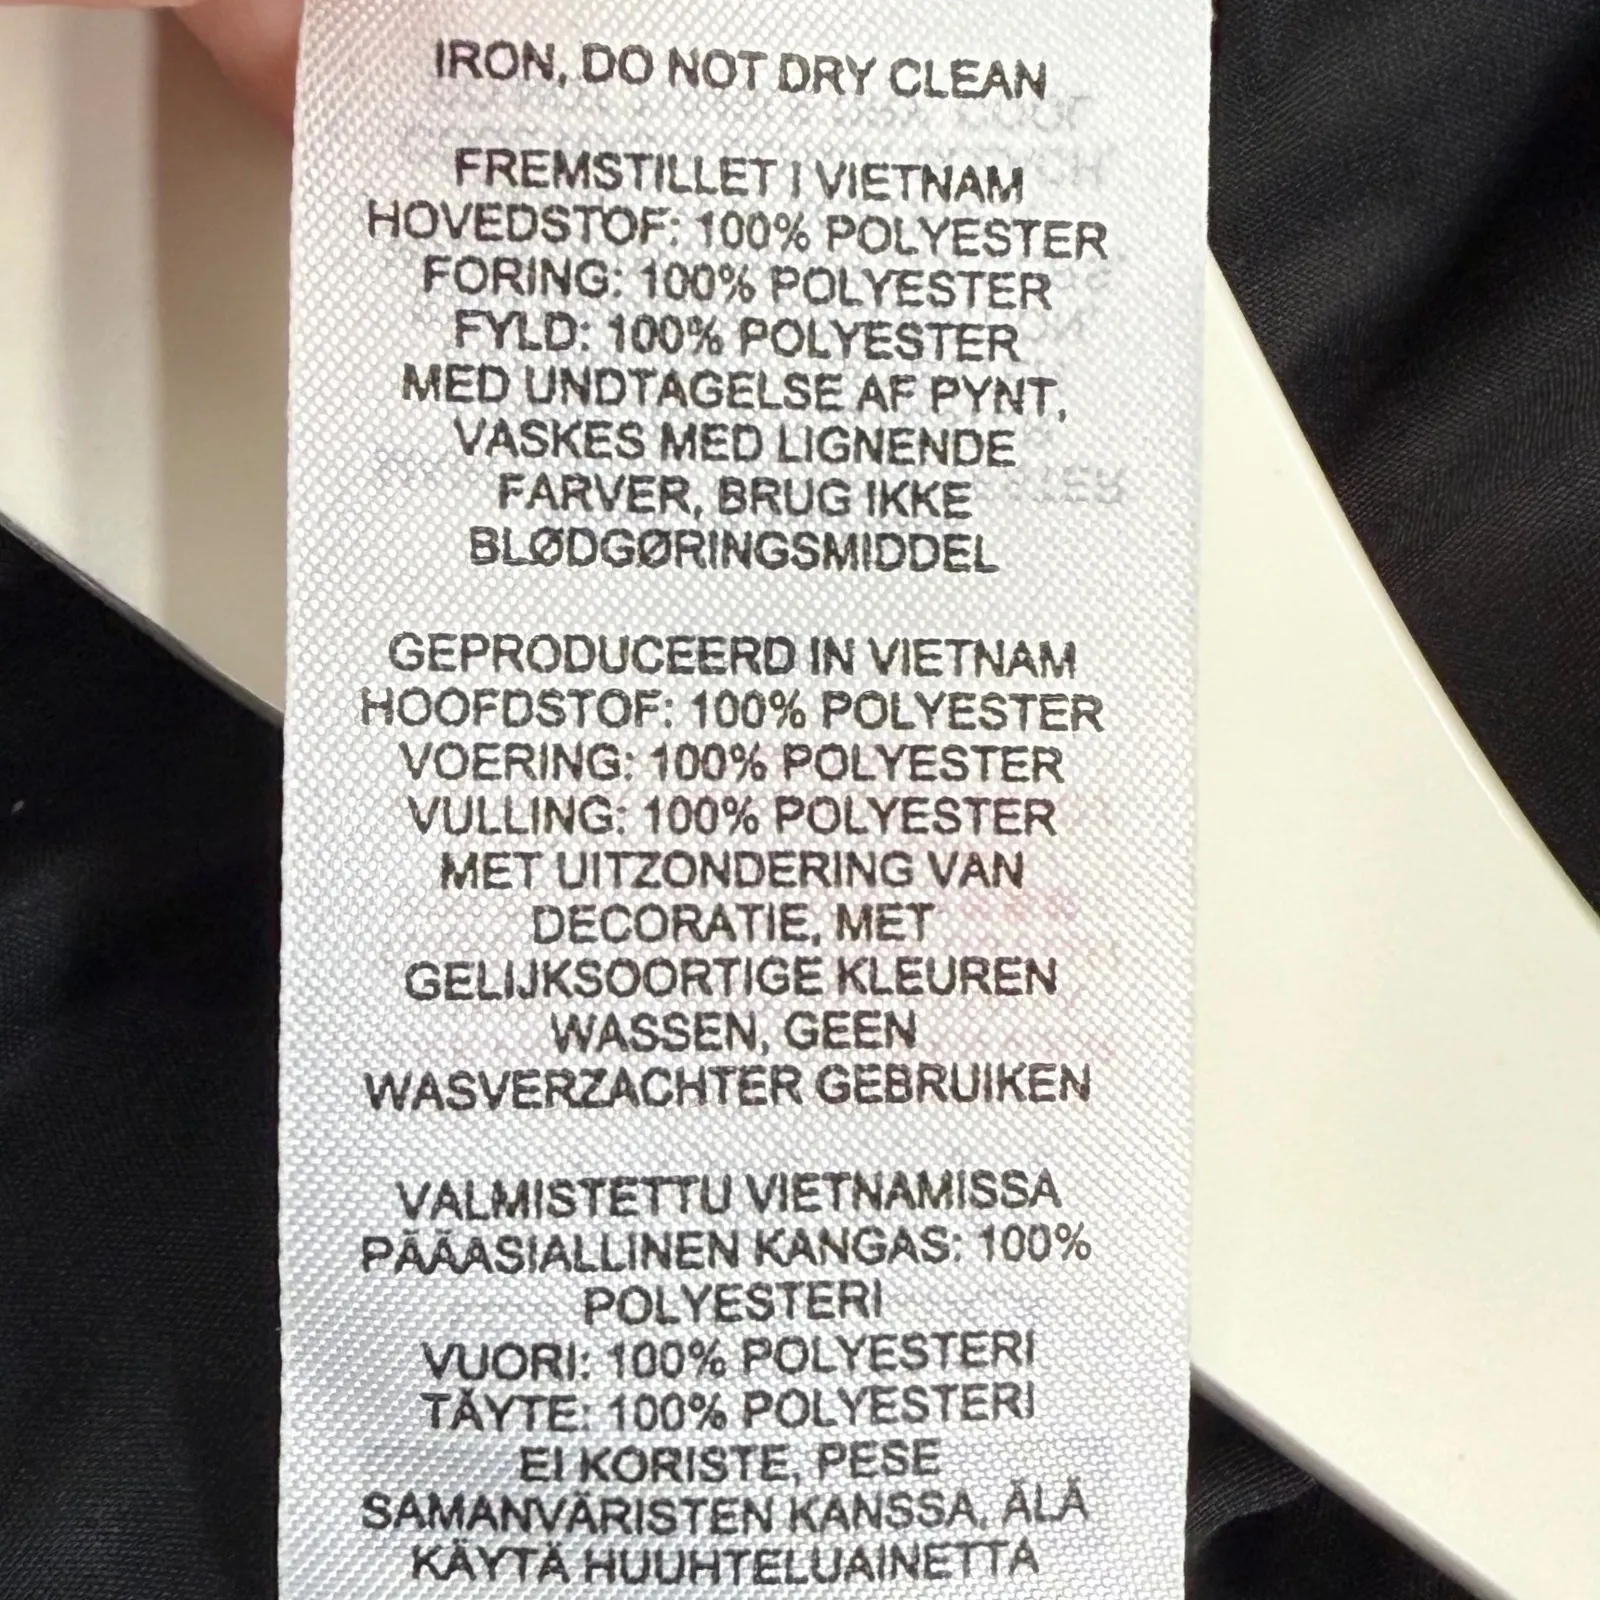 IRON, DO NOT DRY CLEAN
FREMSTILLET I VIETNAM
HOVEDSTOF: 100% POLYESTER
FORING: 100% POLYESTER
FYLD: 100% POLYESTER
MED UNDTAGELSE AF PYNT,
VASKES MED LIGNENDE
FARVER, BRUG IKKE
BLØDGØRINGSMIDDEL
GEPRODUCEERD IN VIETNAM
HOOFDSTOF: 100% POLYESTER
VOERING: 100% POLYESTER
VULLING: 100% POLYESTER
MET UITZONDERING VAN
DECORATIE, MET
GELIJKSOORTIGE KLEUREN
WASSEN, GEEN
WASVERZACHTER GEBRUIKEN
VALMISTETTU VIETNAMISSA
PÄÄASIALLINEN KANGAS: 100%
POLYESTERI
VUORI: 100% POLYESTERI
TÄYTE: 100% POLYESTERI
EI KORISTE, PESE
SAMANVÄRISTEN KANSSA, ÄLÄ
KÄYTÄ HUUHTELUAINETTA